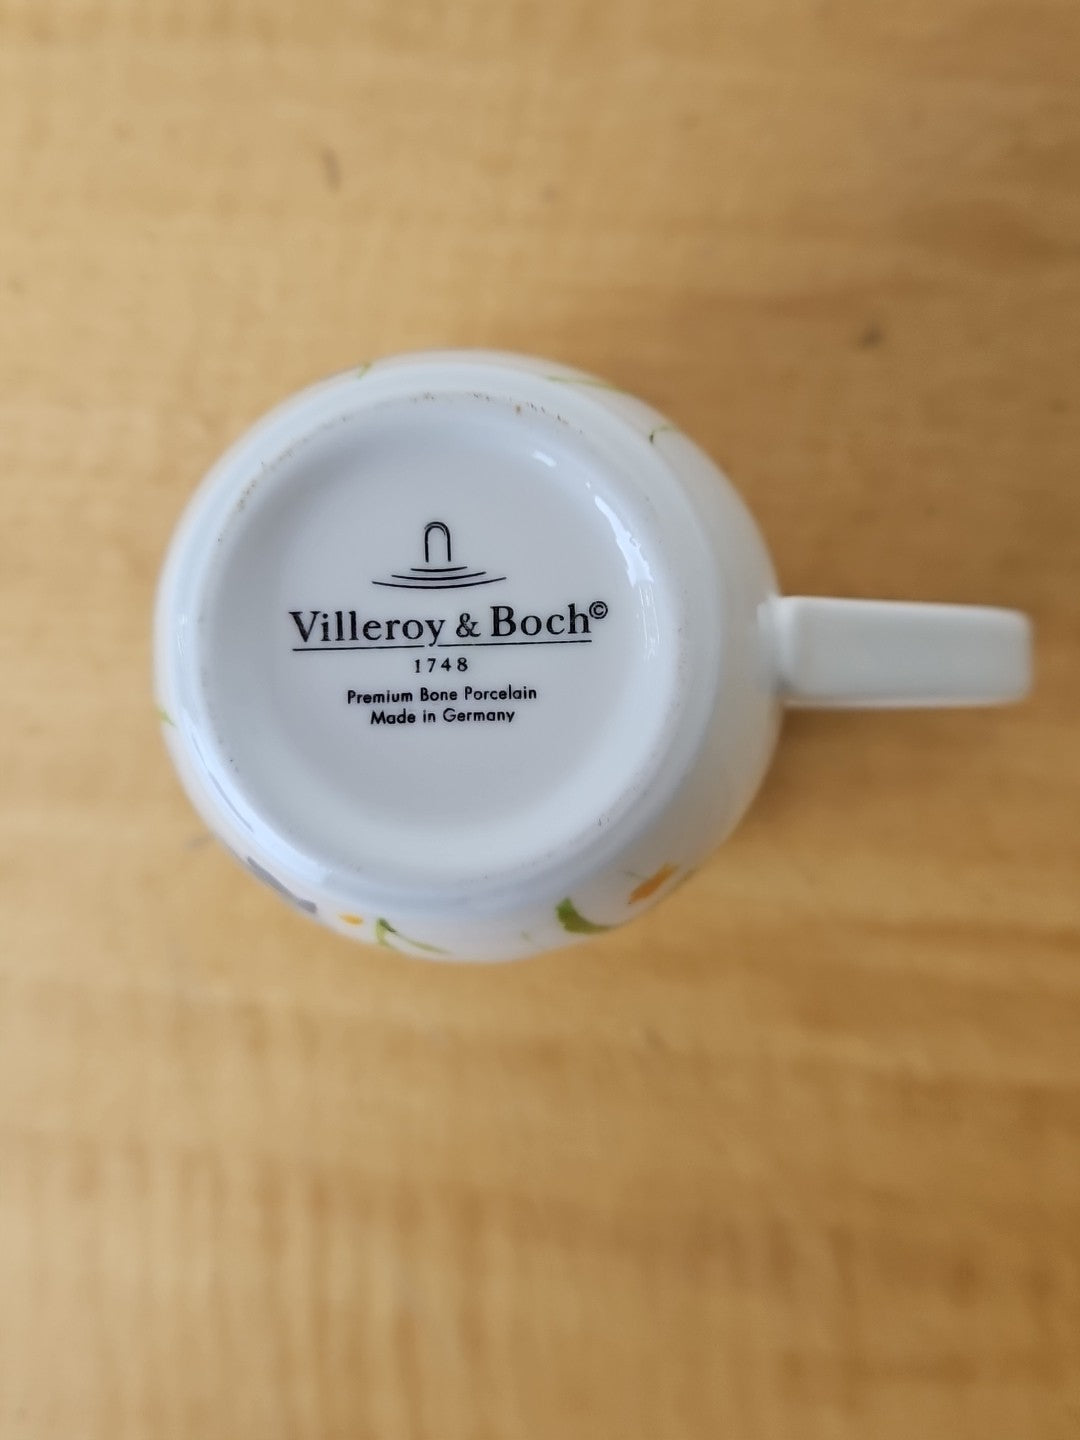 Villeroy & Boch©
1748
Premium Bone Porcelain
Made in Germany